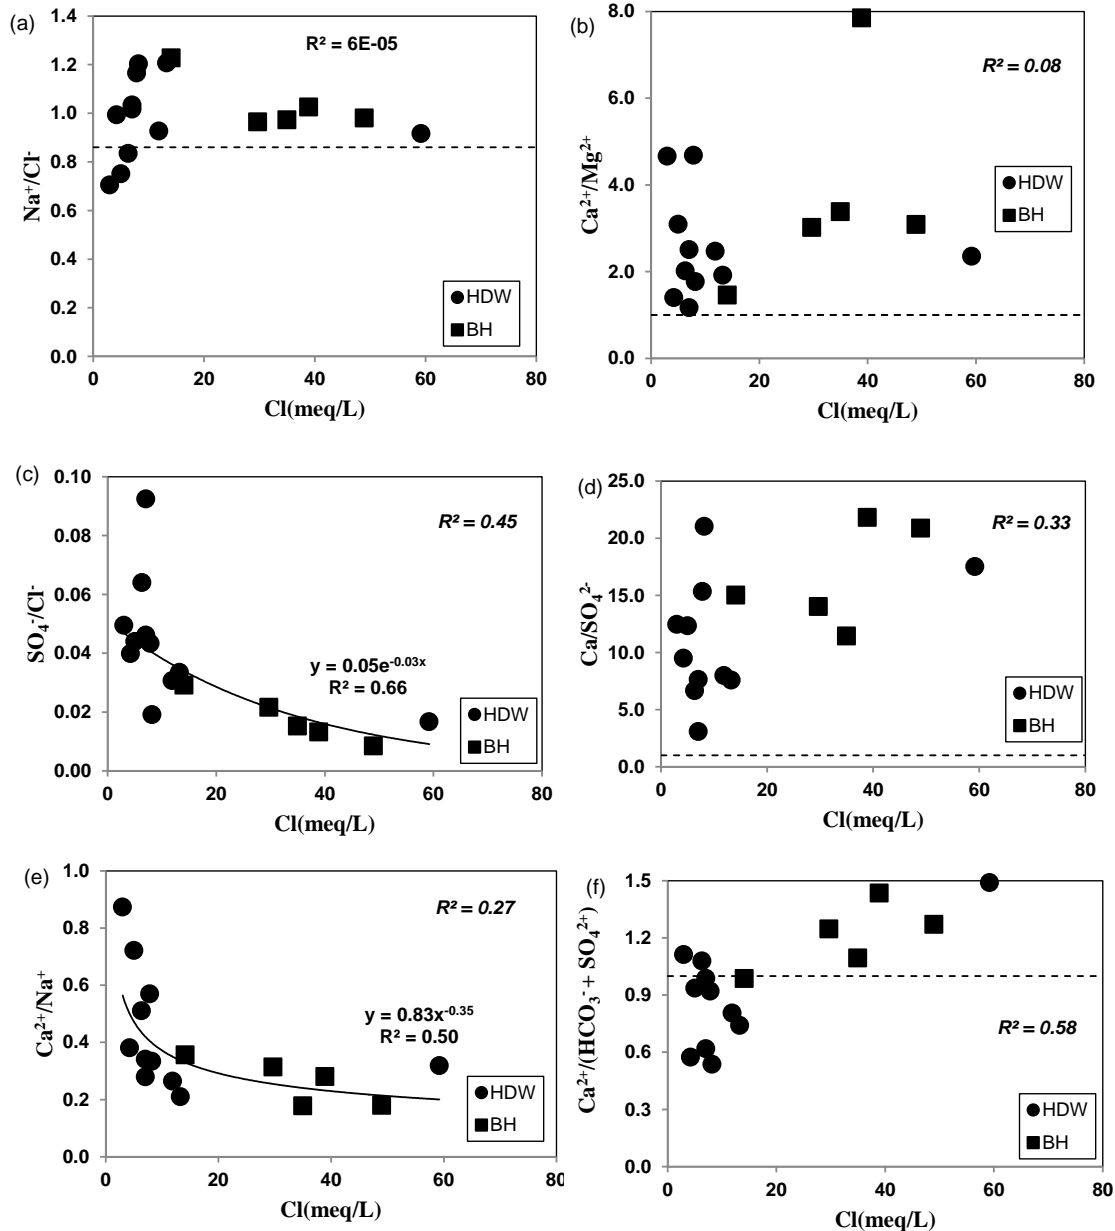 (a)
1.4
1.2
1.0
0.8
0.6
0.4
0.2
0.0
Na⁺/Cl⁻
R² = 6E-05
HDW
BH
0 20 40 60 80
Cl(meq/L)
(b)
8.0
6.0
4.0
2.0
0.0
Ca²⁺/Mg²⁺
R² = 0.08
HDW
BH
0 20 40 60 80
Cl(meq/L)
(c)
0.10
0.08
0.06
0.04
0.02
0.00
SO₄⁻/Cl⁻
R² = 0.45
y = 0.05e⁻⁰·⁰³ˣ
R² = 0.66
HDW
BH
0 20 40 60 80
Cl(meq/L)
(d)
25.0
20.0
15.0
10.0
5.0
0.0
Ca/SO₄²⁻
R² = 0.33
HDW
BH
0 20 40 60 80
Cl(meq/L)
(e)
1.0
0.8
0.6
0.4
0.2
0.0
Ca²⁺/Na⁺
R² = 0.27
y = 0.83x⁻⁰·³⁵
R² = 0.50
HDW
BH
0 20 40 60 80
Cl(meq/L)
(f)
1.5
1.2
0.9
0.6
0.3
0.0
Ca²⁺/(HCO₃⁻ + SO₄²⁺)
R² = 0.58
HDW
BH
0 20 40 60 80
Cl(meq/L)